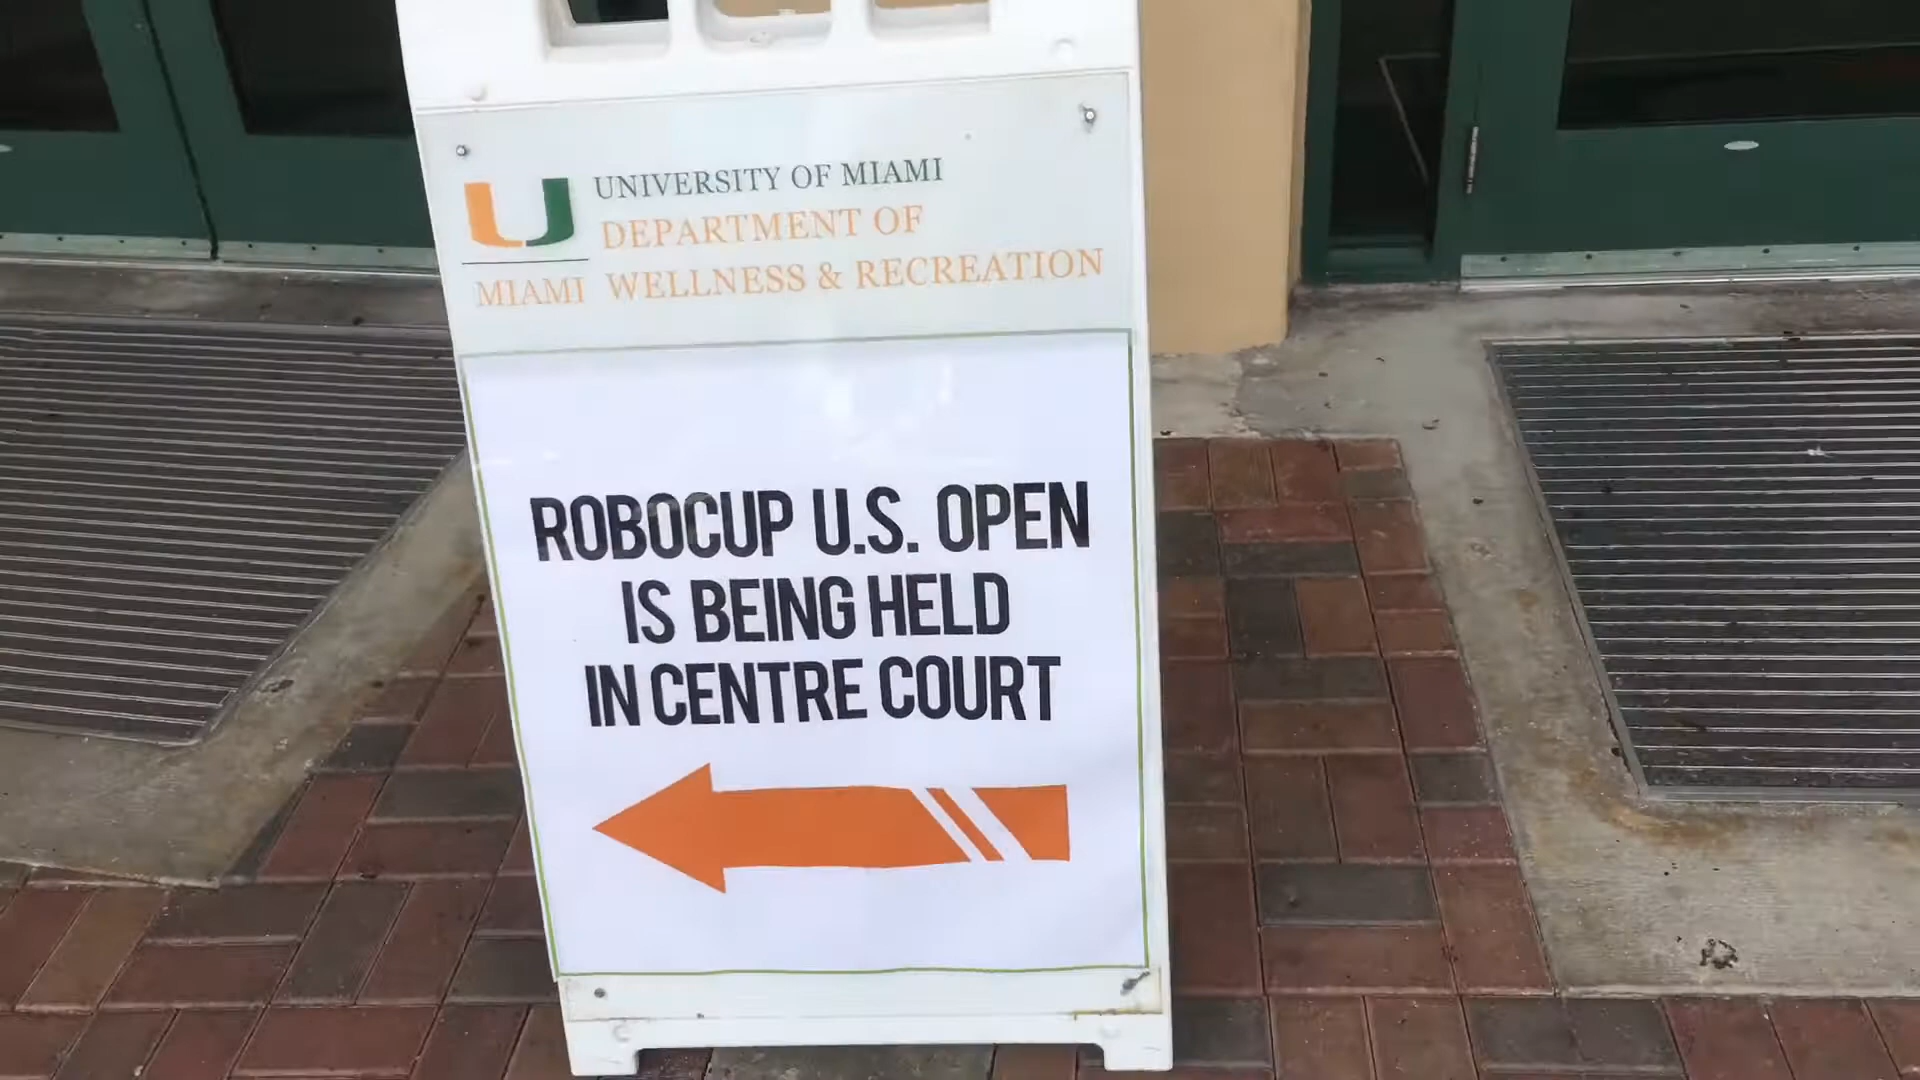 UNIVERSITY OF MIAMI
DEPARTMENT OF
WELLNESS & RECREATION
MIAMI
ROBOCUP U.S. OPEN
IS BEING HELD
IN CENTRE COURT